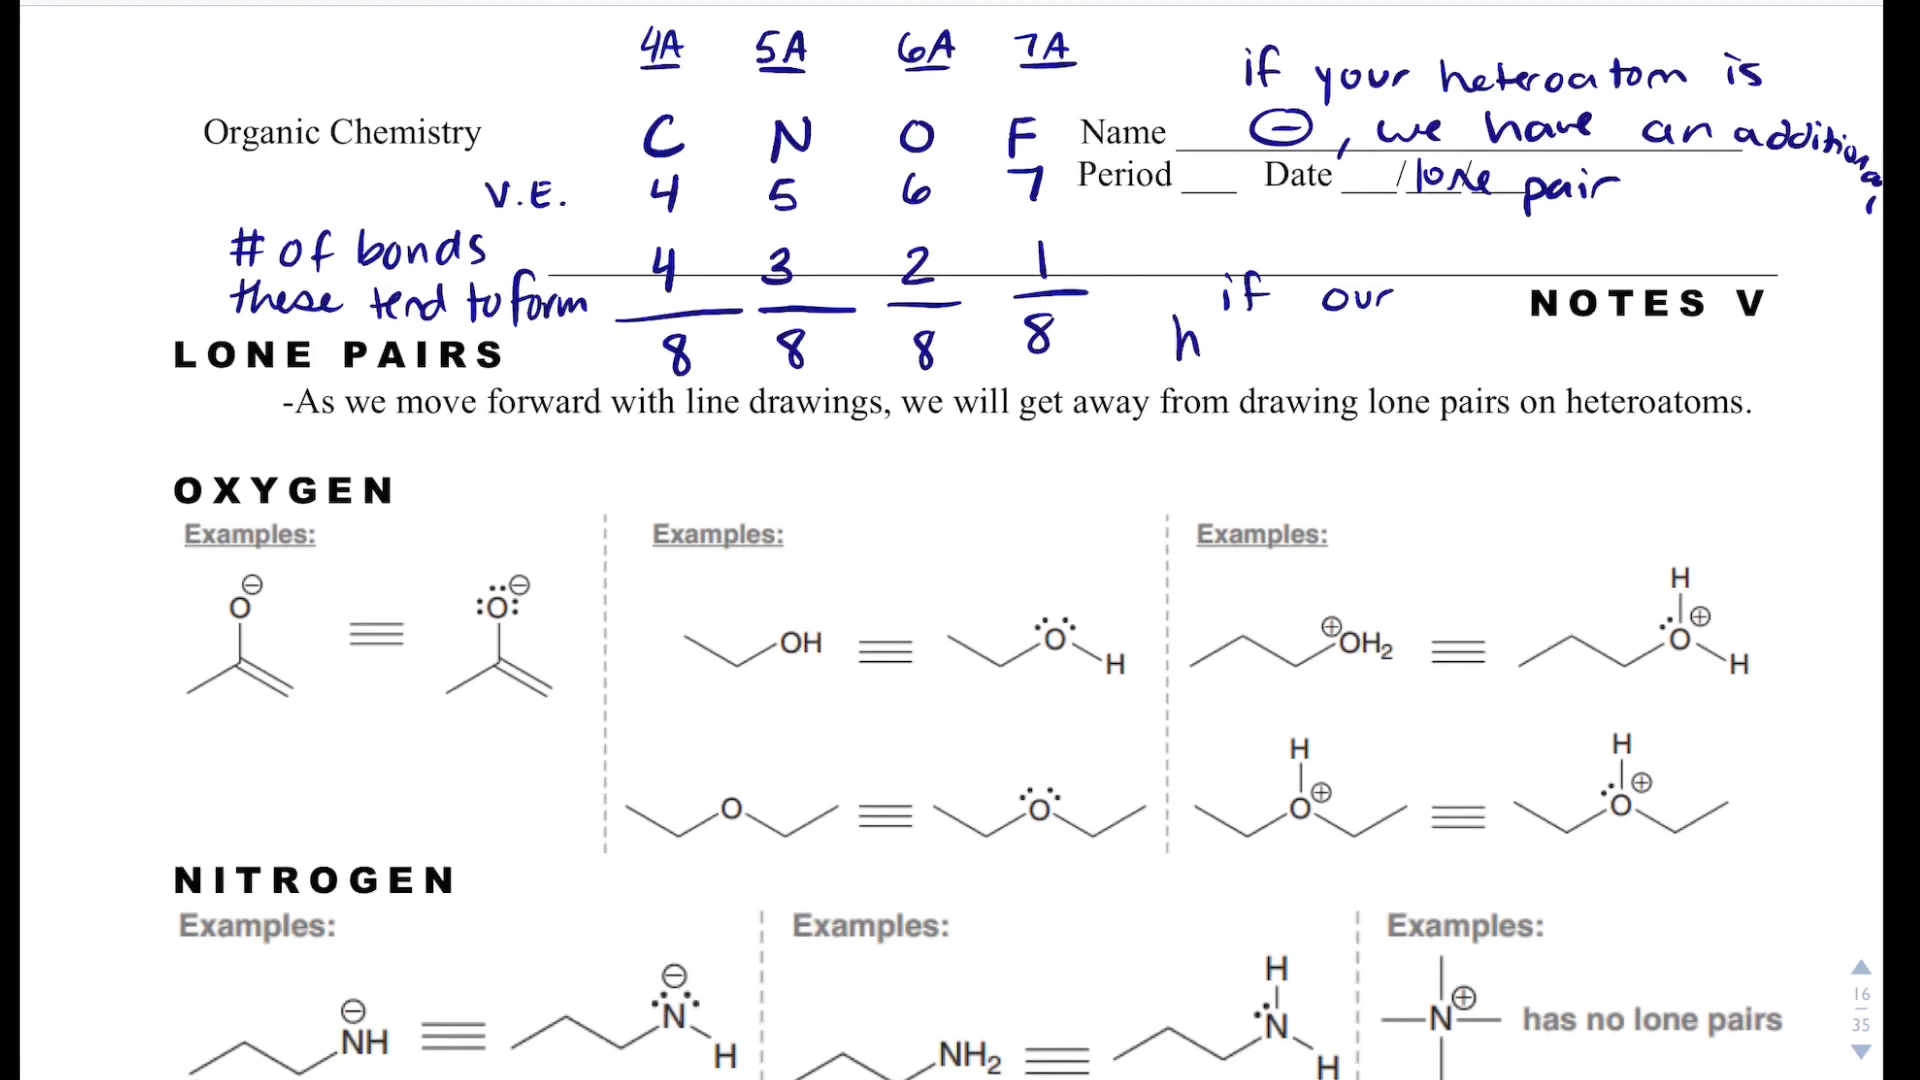 4A 5A 6A 7A
if your heteroatom is
Organic Chemistry C N O F Name ⊖, we have an additional
V.E. 4 5 6 7 Period ___ Date ___/___/___ lone pair
# of bonds 4 3 2 1
these tend to form if our NOTES V
8 8 8 8 h
LONE PAIRS
-As we move forward with line drawings, we will get away from drawing lone pairs on heteroatoms.
OXYGEN
Examples: Examples: Examples:
⊖ ⊖ H
O :O: ⊕ ⊕
OH O H OH2 O H
H H
⊕ ⊕
O O O O
NITROGEN
Examples: Examples: Examples:
⊖ H
⊖ N N ⊕ N has no lone pairs
NH H NH2 H
16
35